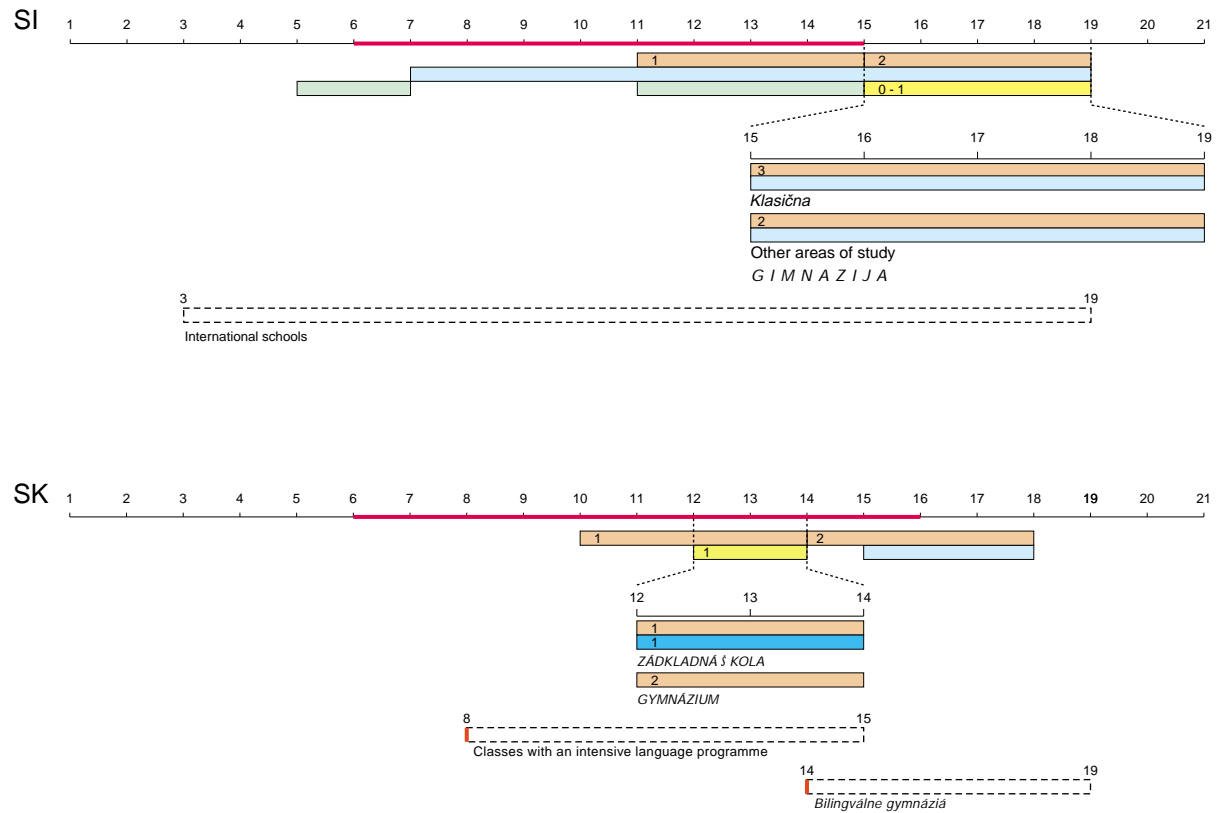 SI 1 2 3 4 5 6 7 8 9 10 11 12 13 14 15 16 17 18 19 20 21
1 2
0 - 1
15 16 17 18 19
3
Klasična
2
Other areas of study
GIMNAZIJA
3 19
International schools
SK 1 2 3 4 5 6 7 8 9 10 11 12 13 14 15 16 17 18 19 20 21
1 2
1
12 13 14
1
1
ZÁDKLADNÁ Š KOLA
2
GYMNÁZIUM
8 15
Classes with an intensive language programme
14 19
Bilingválne gymnáziá